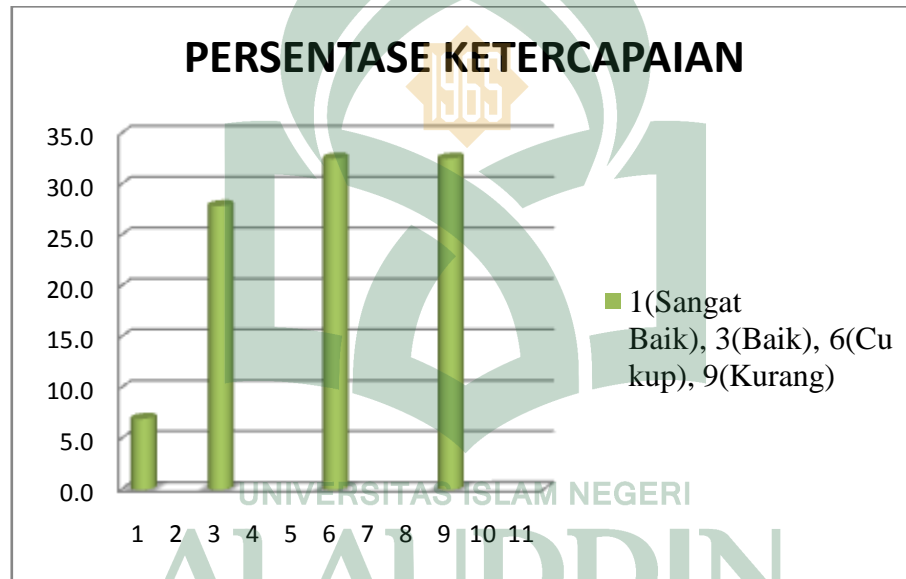 PERSENTASE KETERCAPAIAN
1965
35.0
30.0
25.0
20.0
15.0
10.0
5.0
0.0
1 2 3 4 5 6 7 8 9 10 11
1(Sangat
Baik), 3(Baik), 6(Cu
kup), 9(Kurang)
UNIVERSITAS ISLAM NEGERI
ALAUDDIN